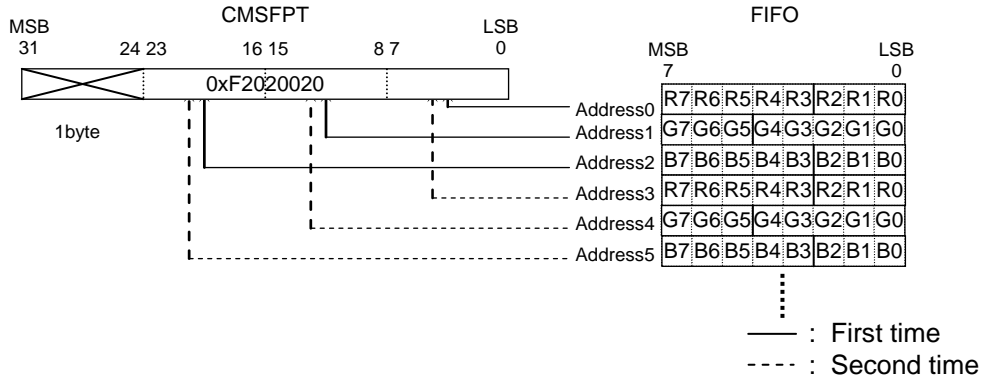 CMSFPT
FIFO
MSB
LSB
31
24 23
16 15
8 7
0
MSB
LSB
7
0
0xF2020020
1byte
Address0
R7 R6 R5 R4 R3 R2 R1 R0
Address1
G7 G6 G5 G4 G3 G2 G1 G0
Address2
B7 B6 B5 B4 B3 B2 B1 B0
Address3
R7 R6 R5 R4 R3 R2 R1 R0
Address4
G7 G6 G5 G4 G3 G2 G1 G0
Address5
B7 B6 B5 B4 B3 B2 B1 B0
: First time
: Second time